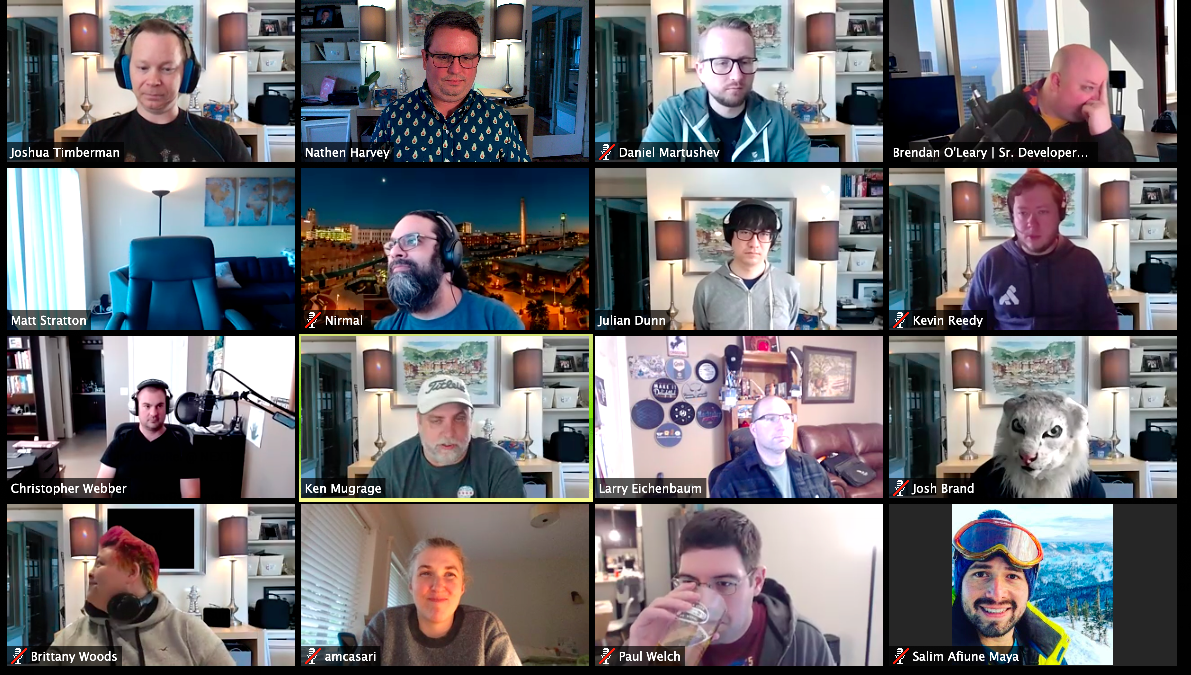 Joshua Timberman
Nathen Harvey
Daniel Martushev
Brendan O'Leary | Sr. Developer...
Matt Stratton
Nirmal
Julian Dunn
Kevin Reedy
Christopher Webber
Ken Mugrage
Larry Eichenbaum
Josh Brand
Brittany Woods
amcasari
Paul Welch
Salim Afiune Maya